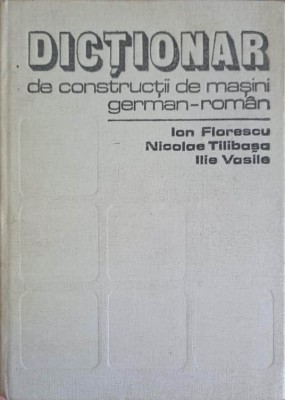 DICȚIONAR
de construcții de mașini
german-român
Ion Florescu
Nicolae Tilibașa
Ilie Vasile